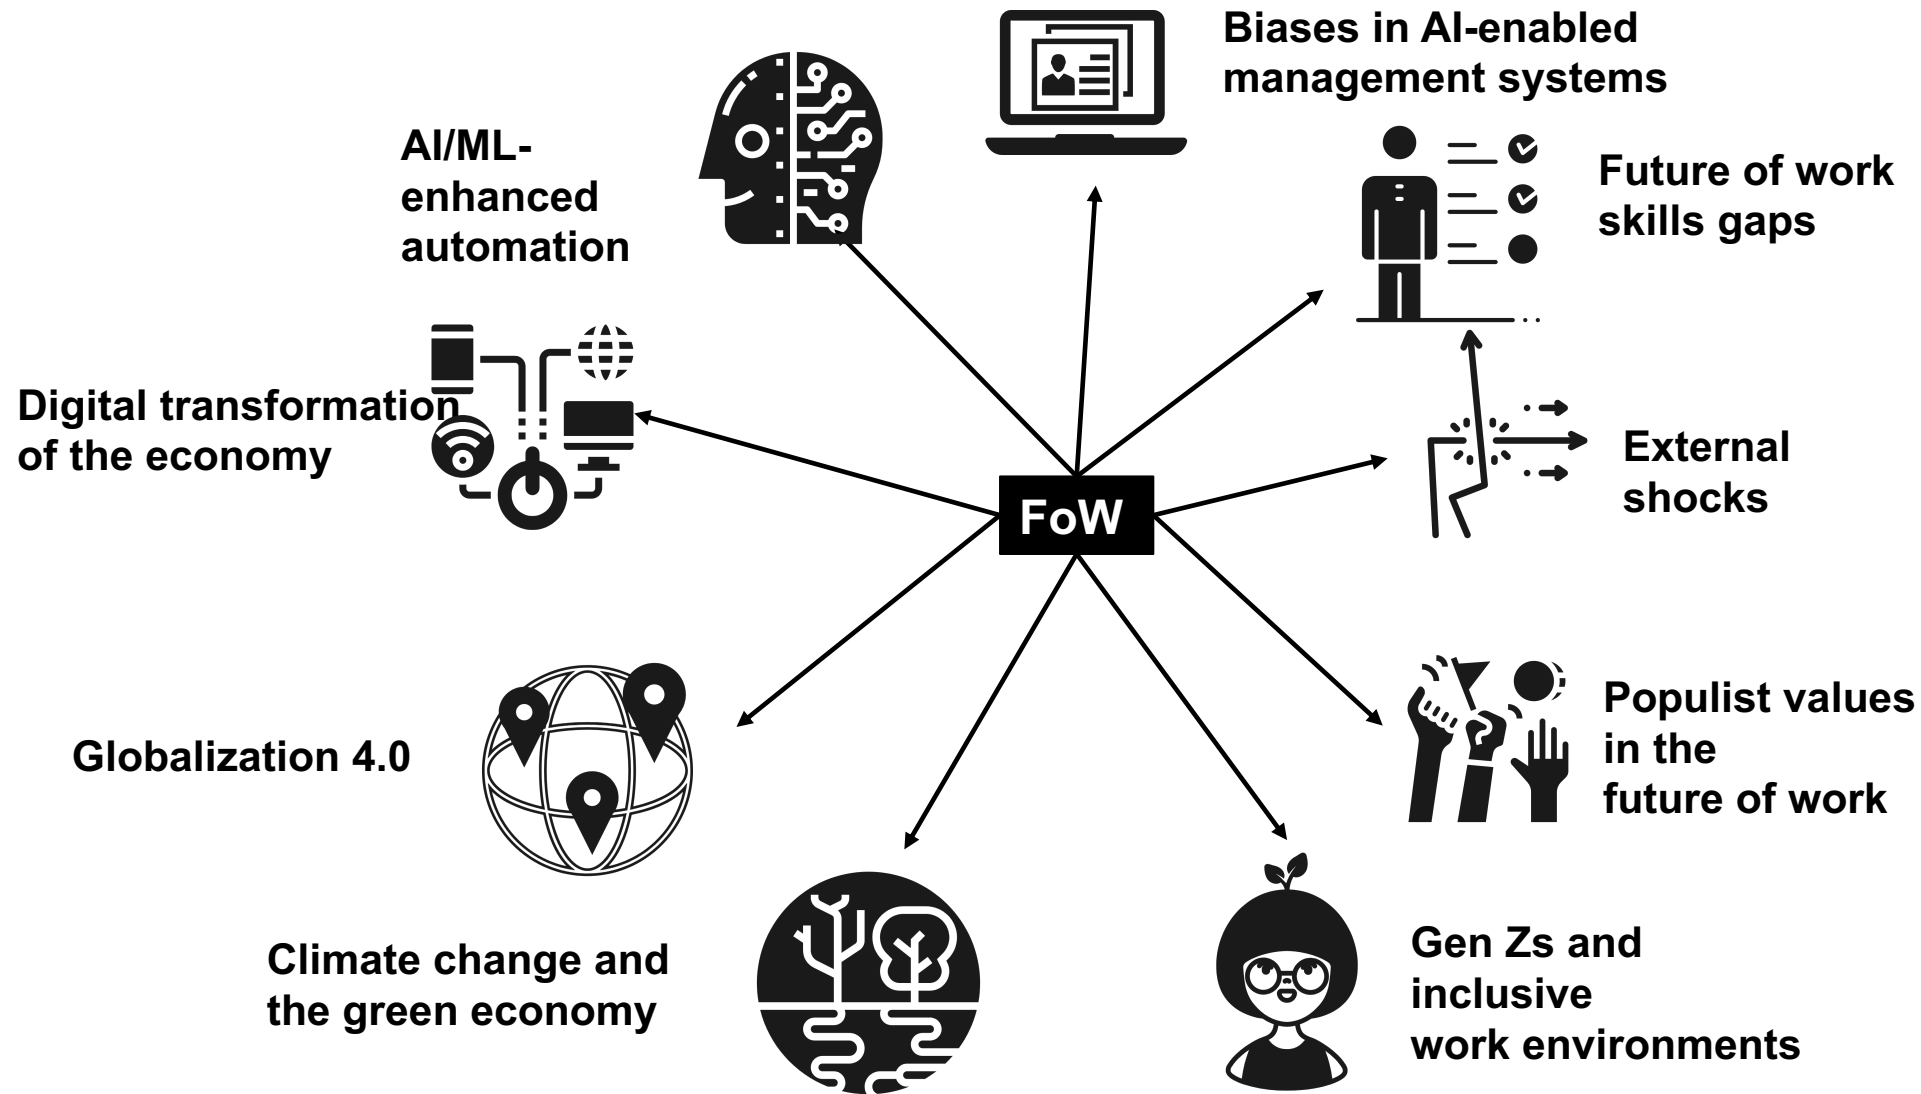 Biases in AI-enabled
management systems
AI/ML-
enhanced
automation
Future of work
skills gaps
Digital transformation
of the economy
External
shocks
FoW
Globalization 4.0
Populist values
in the
future of work
Climate change and
the green economy
Gen Zs and
inclusive
work environments